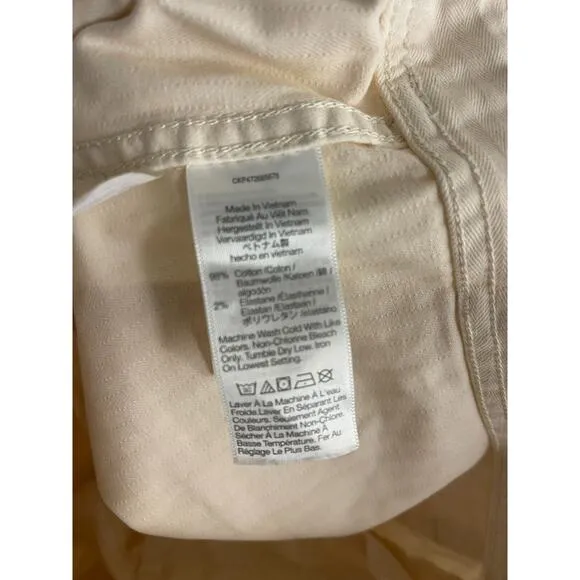 Made In Vietnam
Fabriqué Au Viêt Nam
Hergestellt In Vietnam
Vervaardigd In Vietnam
ベトナム製
hecho en vietnam
98% Cotton /Coton /
Baumwolle /Katoen / 綿 /
algodón
2% Elastane /Élasthanne /
Elastan /Elastaan /
ポリウレタン /elastano
Machine Wash Cold With Like
Colors. Non-Chlorine Bleach
Only. Tumble Dry Low. Iron
On Lowest Setting.
Laver À La Machine À L'eau
Froide.Laver En Séparant Les
Couleurs. Seulement Agent
De Blanchiment Non-Chlore.
Sécher À La Machine À
Basse Température. Fer Au
Réglage Le Plus Bas.